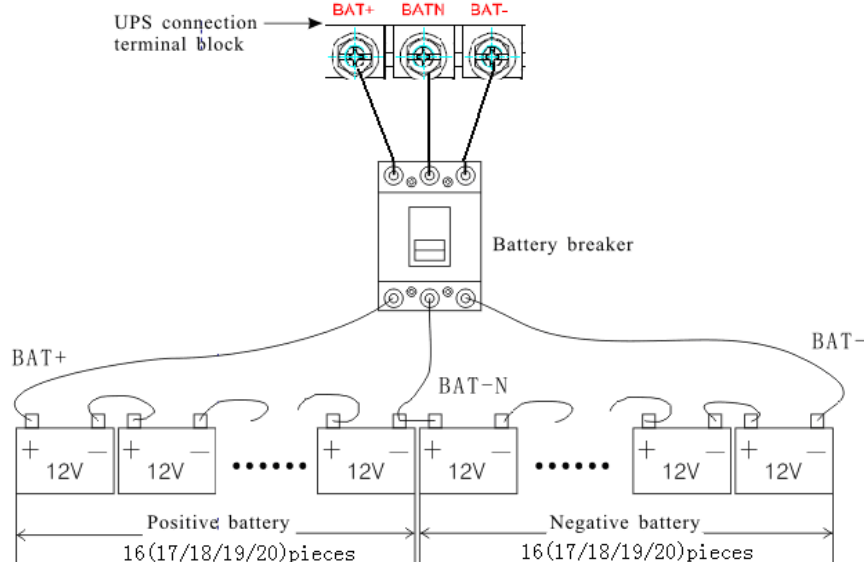 UPS connection
terminal block
BAT+ BATN BAT-
Battery breaker
BAT+
BAT-N
BAT-
+ − 12V
+ − 12V
+ − 12V
+ − 12V
+ − 12V
+ − 12V
Positive battery
16(17/18/19/20)pieces
Negative battery
16(17/18/19/20)pieces